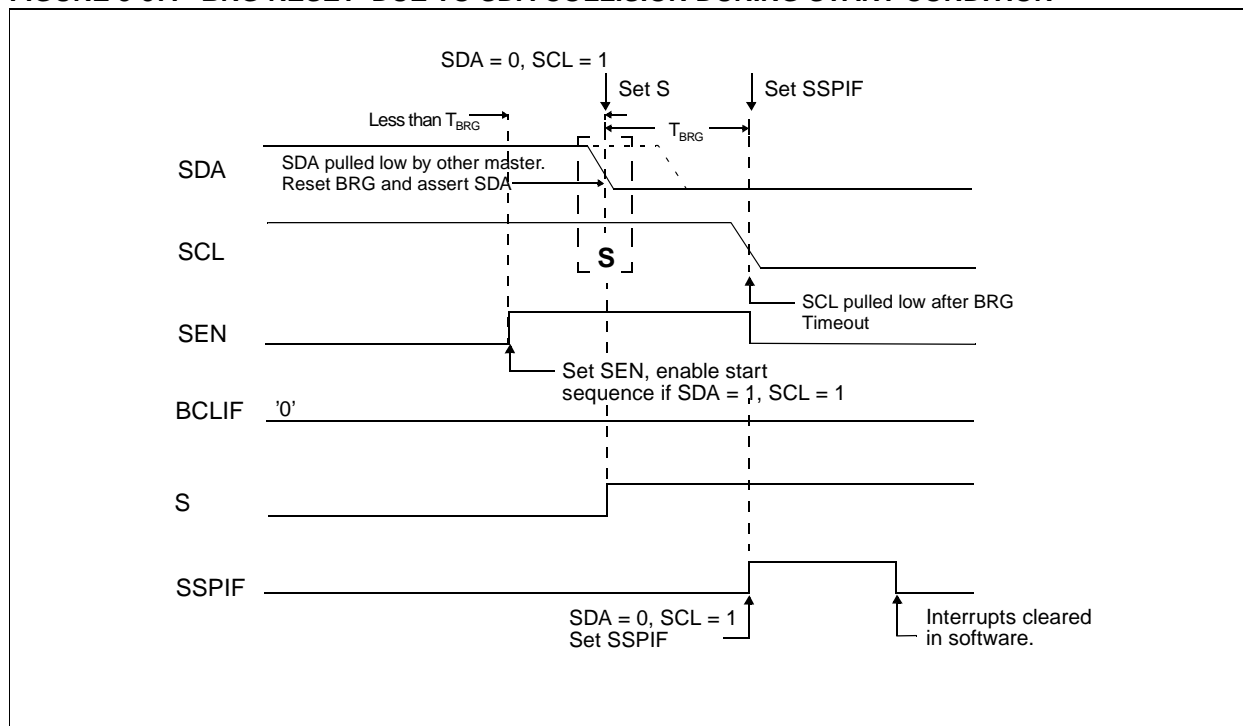 SDA = 0, SCL = 1
Set S
Set SSPIF
Less than TBRG
TBRG
SDA
SDA pulled low by other master.
Reset BRG and assert SDA
SCL
S
SCL pulled low after BRG
Timeout
SEN
Set SEN, enable start
sequence if SDA = 1, SCL = 1
BCLIF
'0'
S
SSPIF
SDA = 0, SCL = 1
Set SSPIF
Interrupts cleared
in software.